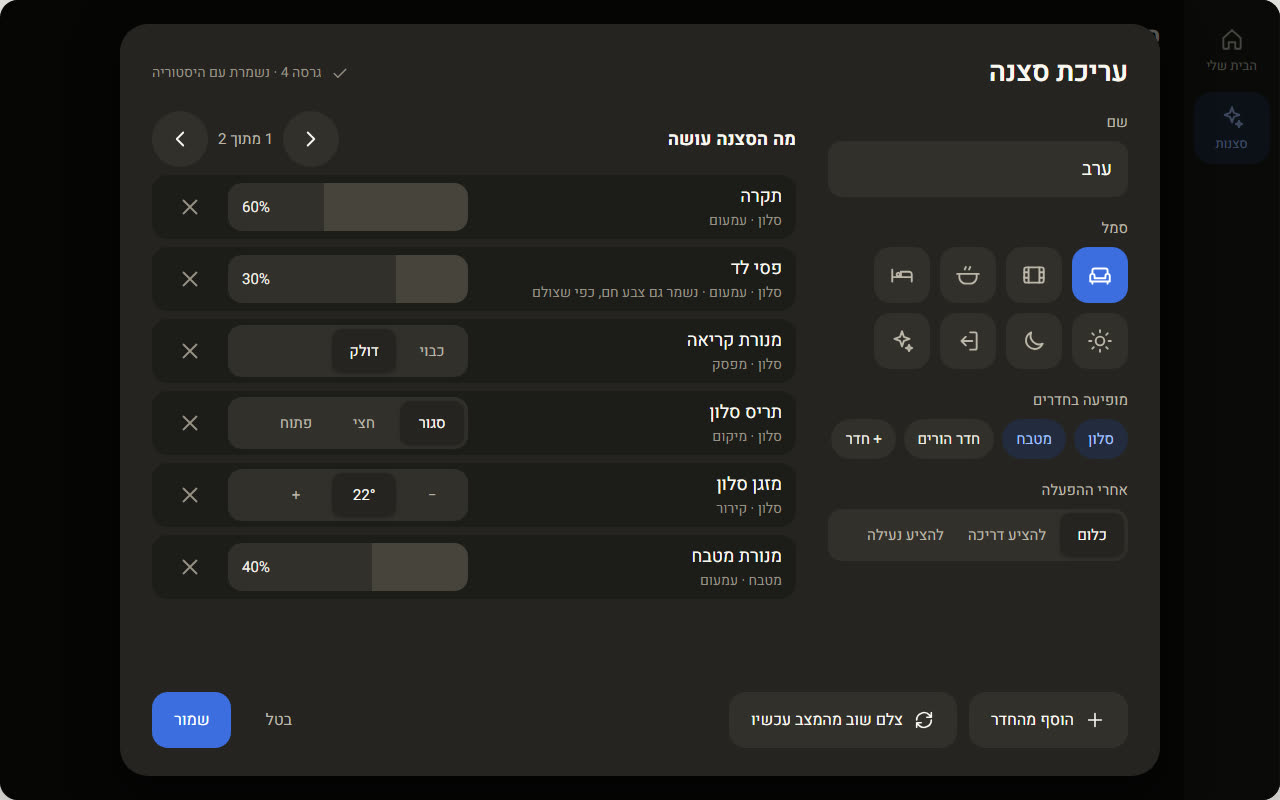 הבית שלי
סצנות
עריכת סצנה
גרסה 4 · נשמרת עם היסטוריה
שם
ערב
סמל
מופיעה בחדרים
סלון
מטבח
חדר הורים
+ חדר
אחרי ההפעלה
כלום
להציע דריכה
להציע נעילה
מה הסצנה עושה
1 מתוך 2
תקרה
סלון · עמעום
60%
פסי לד
סלון · עמעום · נשמר גם צבע חם, כפי שצולם
30%
מנורת קריאה
סלון · מפסק
כבוי
דולק
תריס סלון
סלון · מיקום
סגור
חצי
פתוח
מזגן סלון
סלון · קירור
−
22°
+
מנורת מטבח
מטבח · עמעום
40%
הוסף מהחדר
צלם שוב מהמצב עכשיו
בטל
שמור